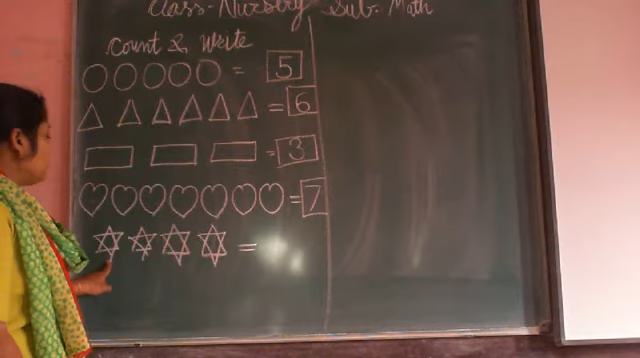 Class- Nursery Sub- Math
Count & Write
= 5
= 6
= 3
= 7
=